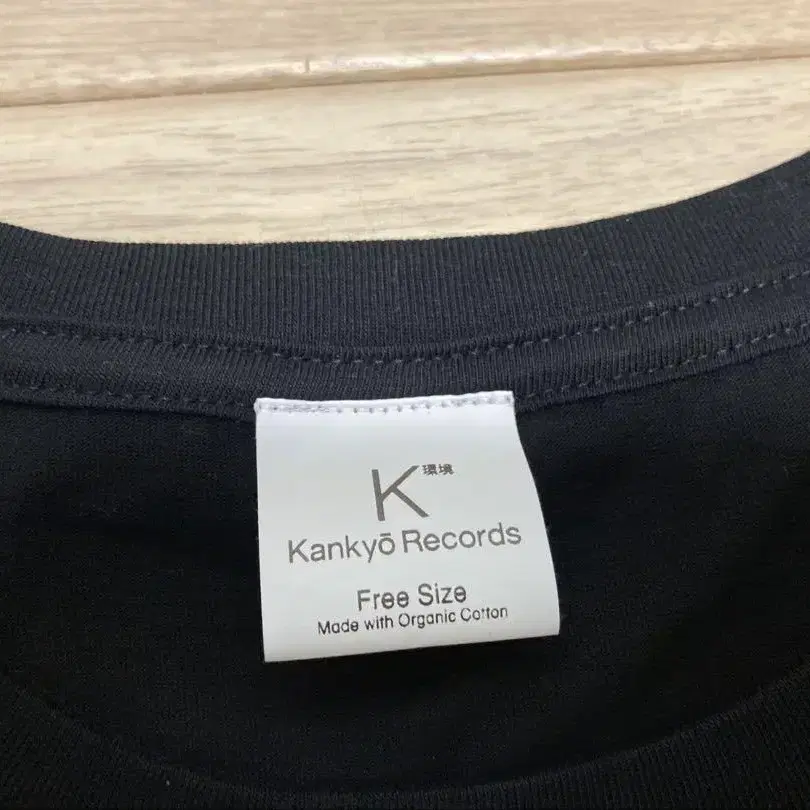 K 環境
Kankyō Records
Free Size
Made with Organic Cotton